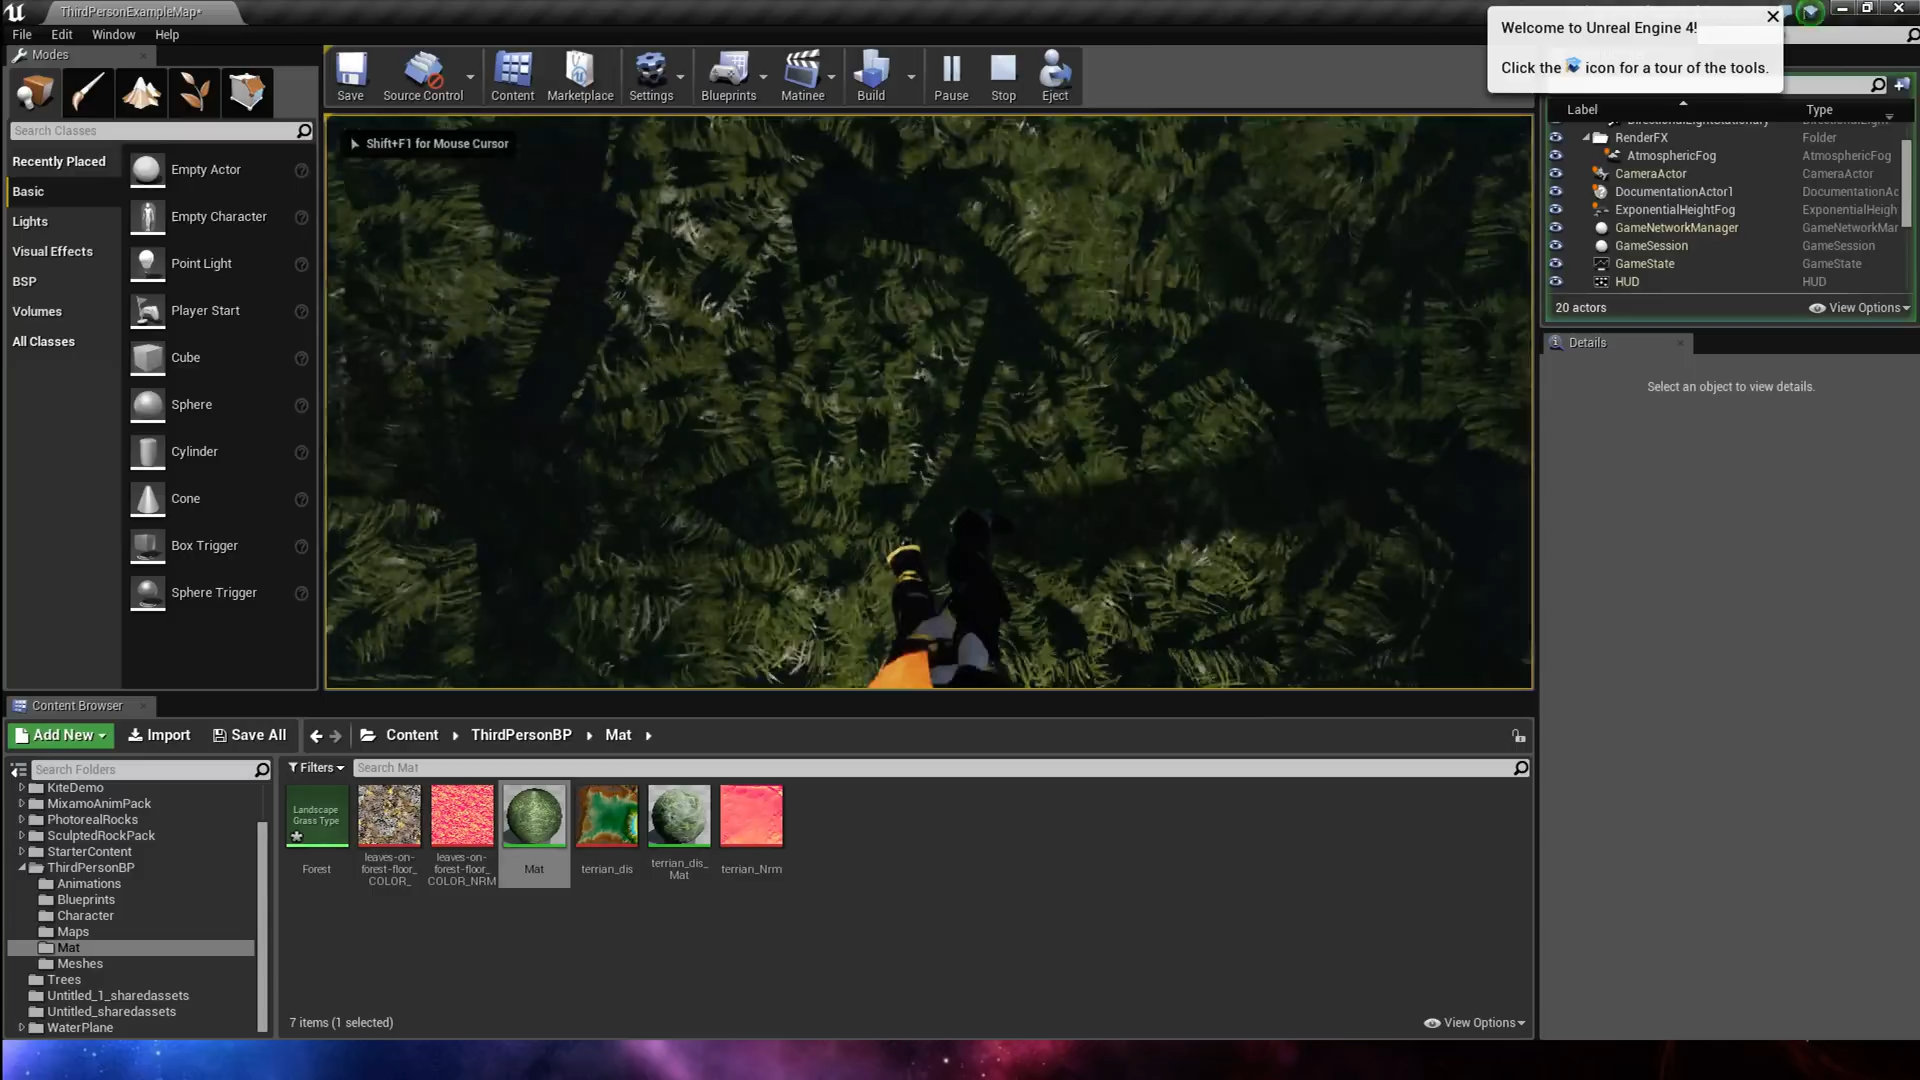 ThirdPersonExampleMap*
File Edit Window Help
Welcome to Unreal Engine 4!
Click the icon for a tour of the tools.
Modes
Save
Source Control
Content
Marketplace
Settings
Blueprints
Matinee
Build
Pause
Stop
Eject
Search Classes
Recently Placed
Basic
Lights
Visual Effects
BSP
Volumes
All Classes
Empty Actor
Empty Character
Point Light
Player Start
Cube
Sphere
Cylinder
Cone
Box Trigger
Sphere Trigger
Shift+F1 for Mouse Cursor
Label Type
RenderFX Folder
AtmosphericFog AtmosphericFog
CameraActor CameraActor
DocumentationActor1 DocumentationAc
ExponentialHeightFog ExponentialHeigh
GameNetworkManager GameNetworkMar
GameSession GameSession
GameState GameState
HUD HUD
20 actors View Options
Details
Select an object to view details.
Content Browser
Add New Import Save All Content ThirdPersonBP Mat
Search Folders
KiteDemo
MixamoAnimPack
PhotorealRocks
SculptedRockPack
StarterContent
ThirdPersonBP
Animations
Blueprints
Character
Maps
Mat
Meshes
Trees
Untitled_1_sharedassets
Untitled_sharedassets
WaterPlane
Filters Search Mat
Landscape
Grass Type
Forest
leaves-on-
forest-floor_
COLOR_
leaves-on-
forest-floor_
COLOR_NRM
Mat
terrian_dis
terrian_dis_
Mat
terrian_Nrm
7 items (1 selected) View Options